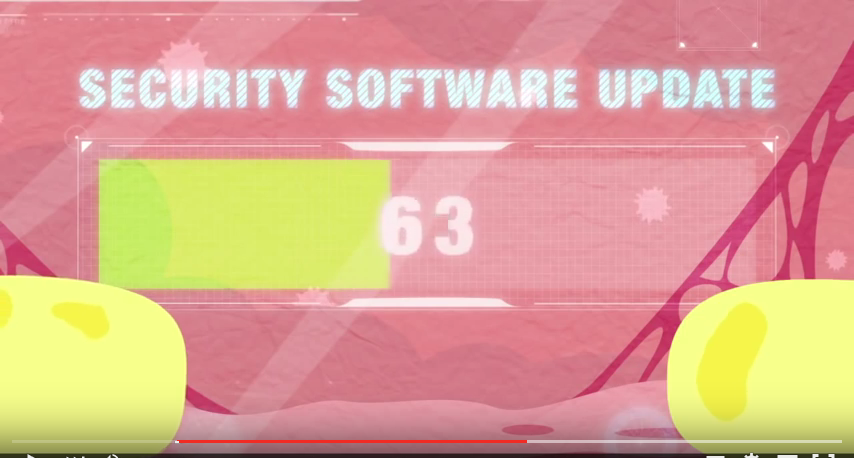 SECURITY SOFTWARE UPDATE
63